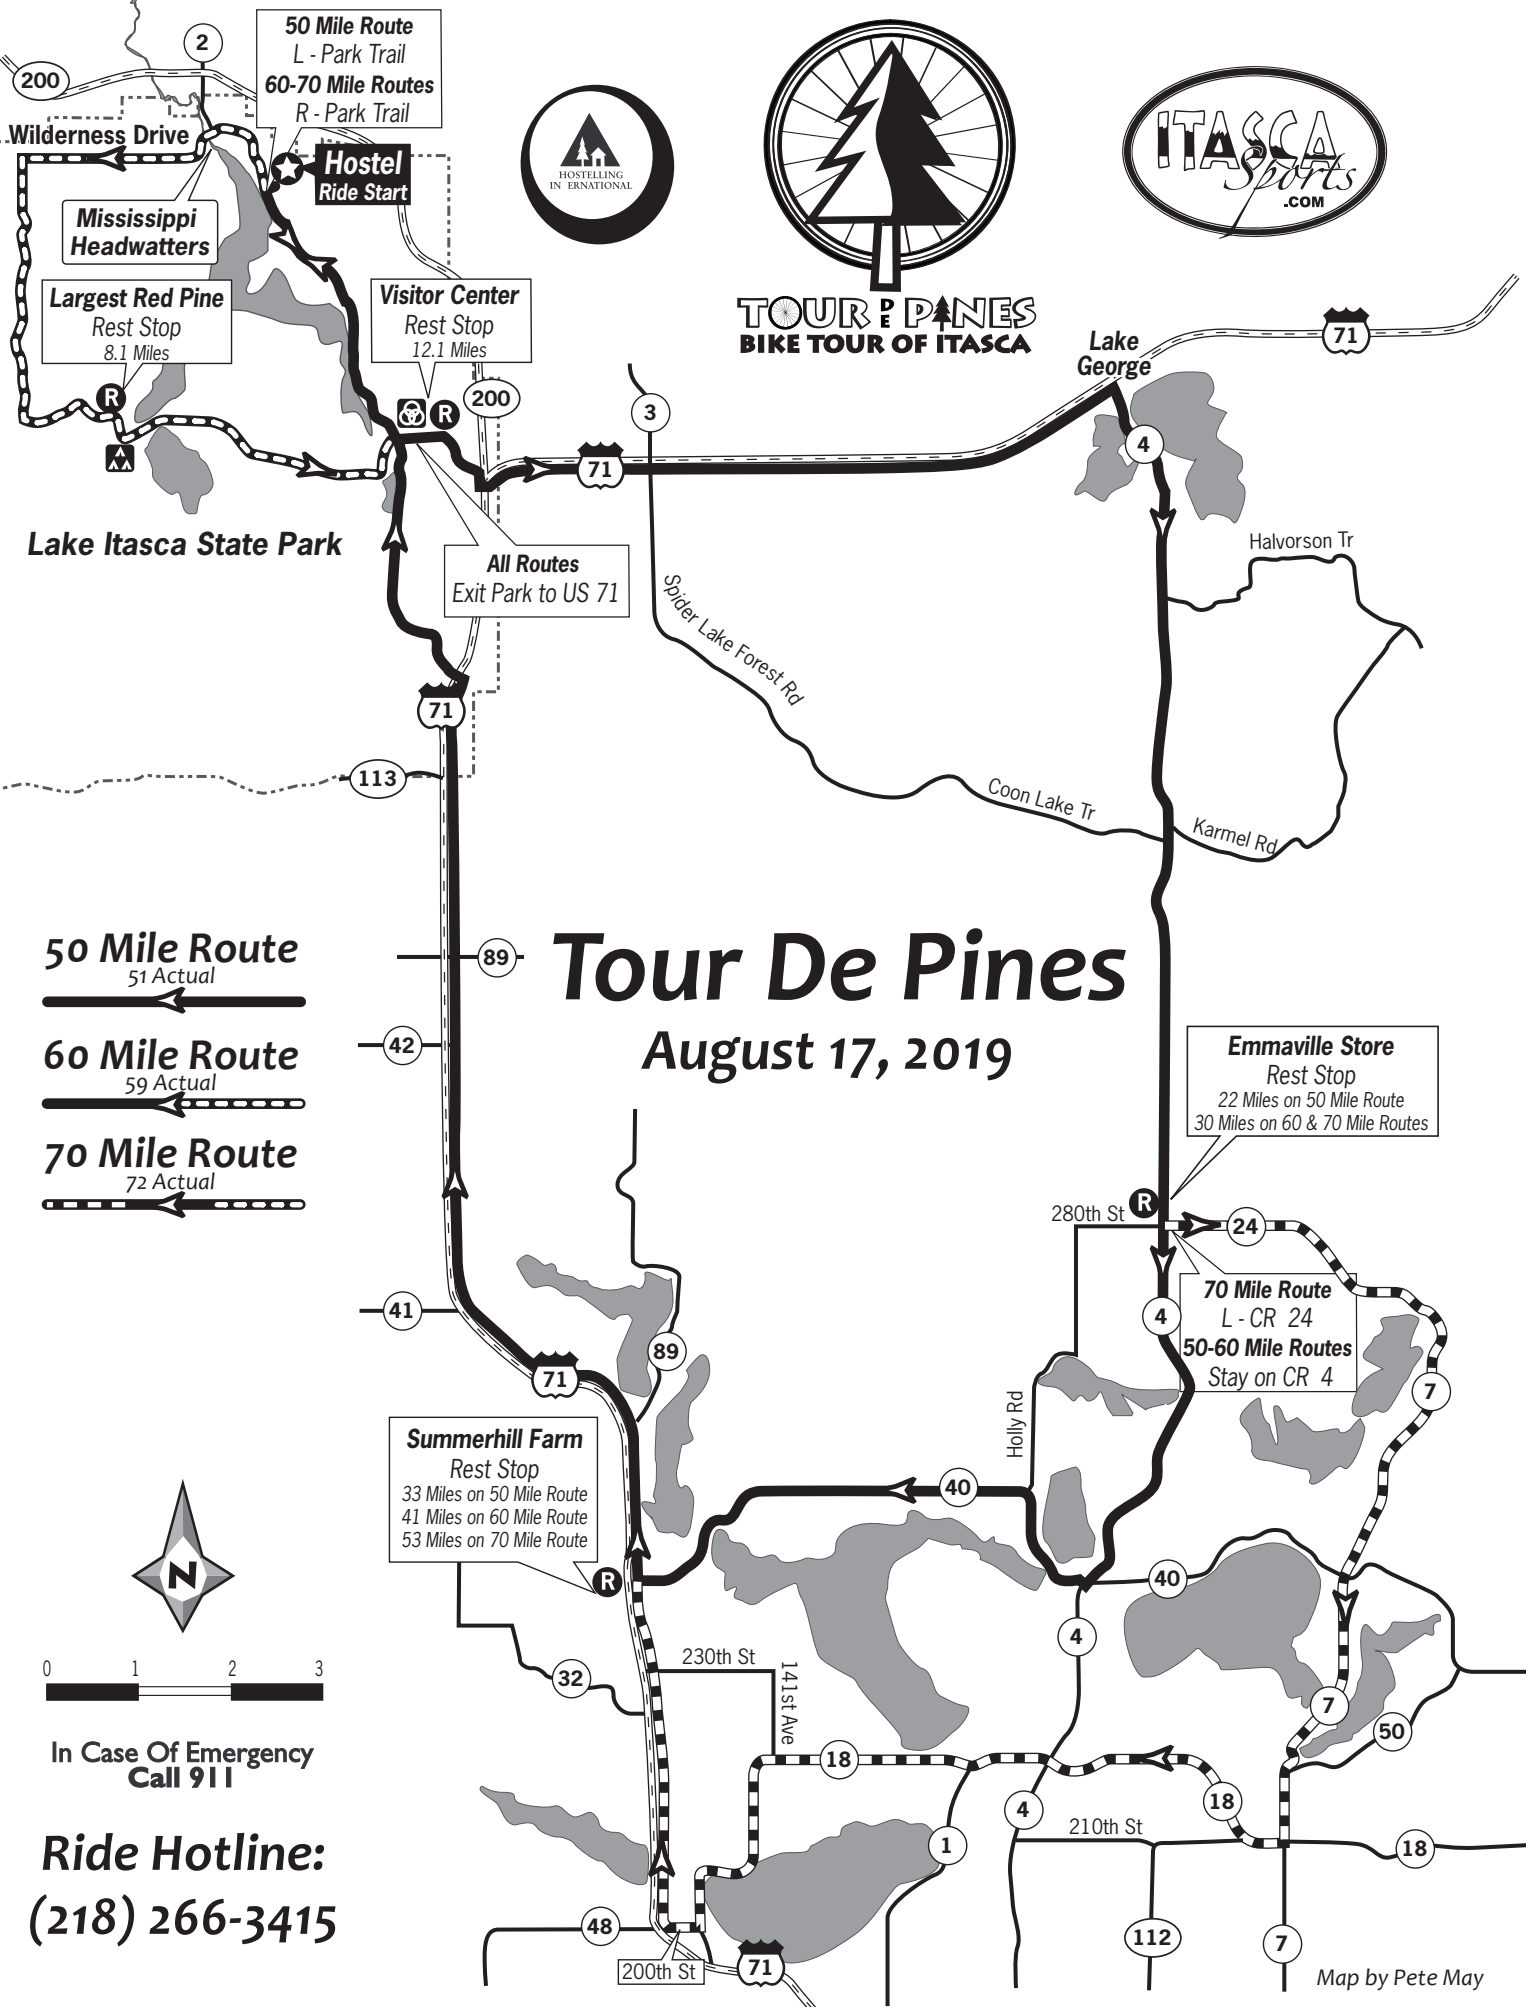 50 Mile Route
L - Park Trail
60-70 Mile Routes
R - Park Trail
2
200
Wilderness Drive
Hostel
Ride Start
Mississippi
Headwatters
Largest Red Pine
Rest Stop
8.1 Miles
R
Visitor Center
Rest Stop
12.1 Miles
R
200
HOSTELLING
IN ERNATIONAL
TOUR DE PINES
BIKE TOUR OF ITASCA
ITASCA
Sports
.COM
Lake
George
71
3
71
4
Lake Itasca State Park
All Routes
Exit Park to US 71
Halvorson Tr
Spider Lake Forest Rd
71
113
Coon Lake Tr
Karmel Rd
50 Mile Route
51 Actual
60 Mile Route
59 Actual
70 Mile Route
72 Actual
89
42
Tour De Pines
August 17, 2019
Emmaville Store
Rest Stop
22 Miles on 50 Mile Route
30 Miles on 60 & 70 Mile Routes
R
280th St
24
70 Mile Route
L - CR 24
50-60 Mile Routes
Stay on CR 4
4
41
89
71
7
Holly Rd
Summerhill Farm
Rest Stop
33 Miles on 50 Mile Route
41 Miles on 60 Mile Route
53 Miles on 70 Mile Route
R
40
40
N
4
230th St
141st Ave
32
7
50
0 1 2 3
In Case Of Emergency
Call 911
18
18
4
210th St
1
18
Ride Hotline:
(218) 266-3415
48
200th St
71
112
7
Map by Pete May